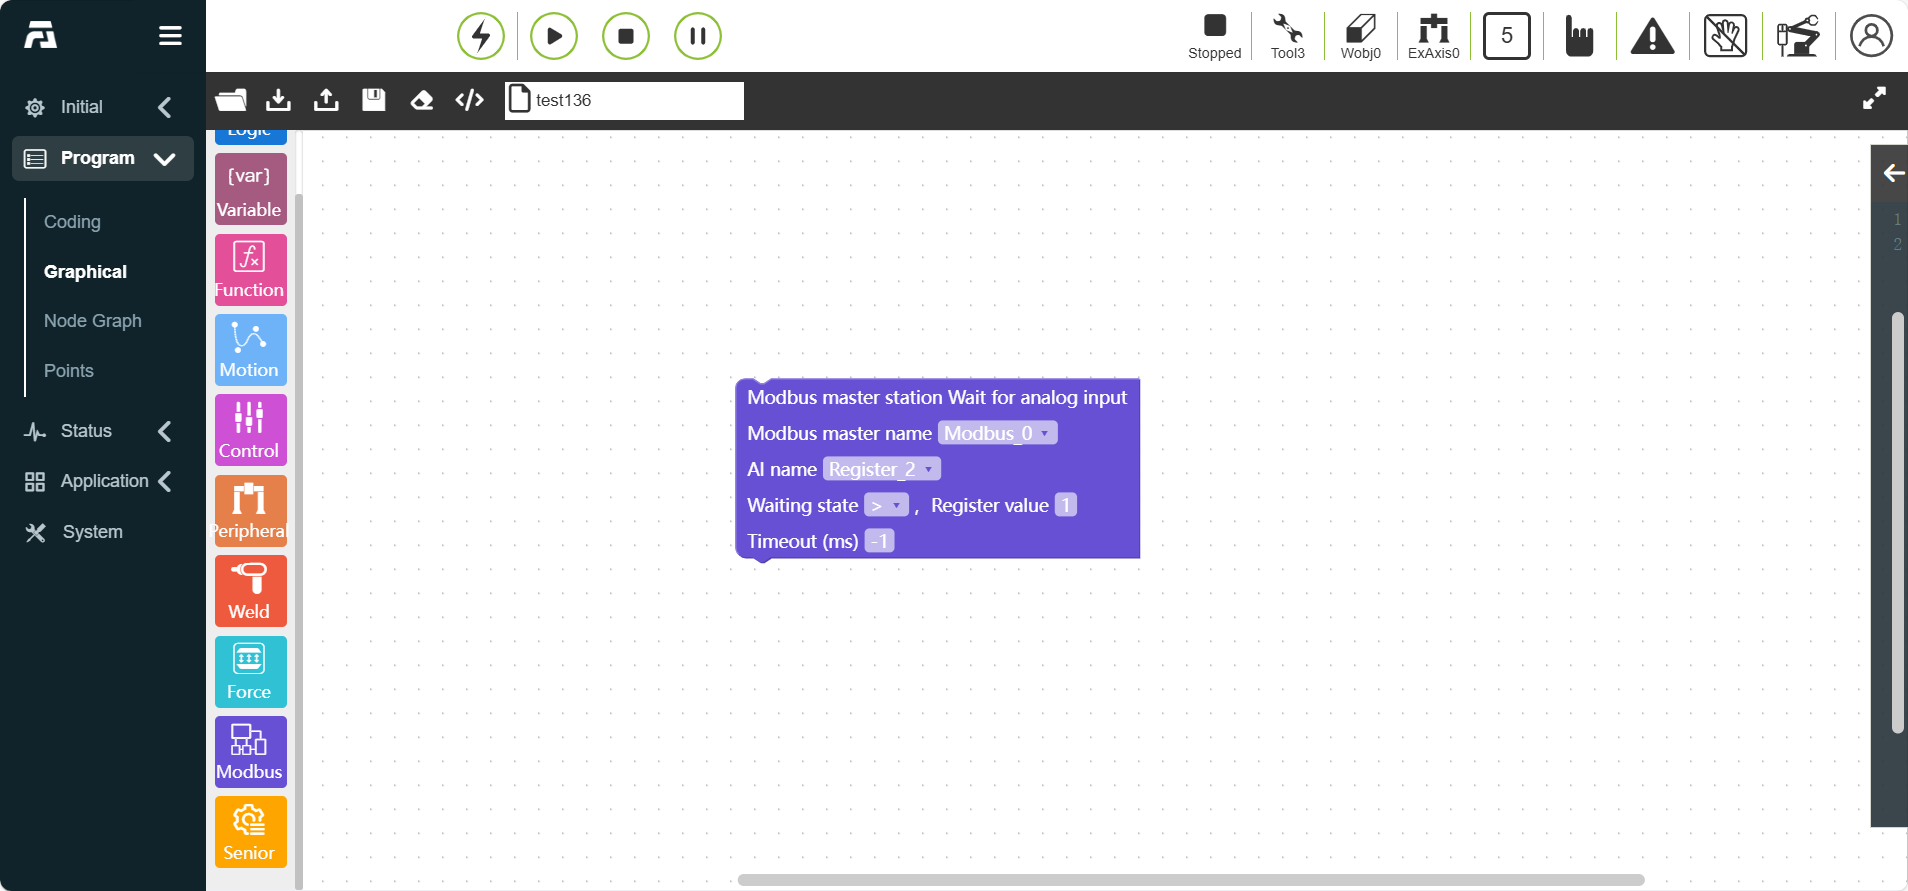 Stopped
Tool3
Wobj0
ExAxis0
5
Initial
Program
Coding
Graphical
Node Graph
Points
Status
Application
System
test136
Logic
{var}
Variable
fx
Function
Motion
Control
Peripheral
Weld
Force
Modbus
Senior
Modbus master station Wait for analog input
Modbus master name Modbus_0
AI name Register_2
Waiting state > , Register value 1
Timeout (ms) -1
1
2